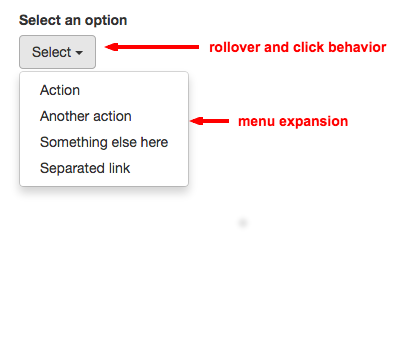 Select an option
Select
rollover and click behavior
Action
Another action
menu expansion
Something else here
Separated link